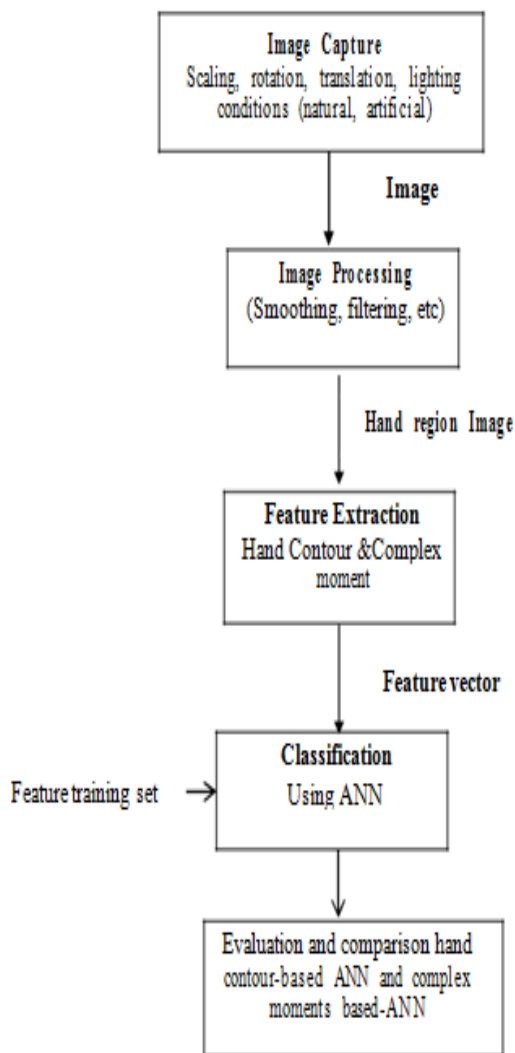 Image Capture
Scaling, rotation, translation, lighting
conditions (natural, artificial)
Image
Image Processing
(Smoothing, filtering, etc)
Hand region Image
Feature Extraction
Hand Contour &Complex
moment
Feature vector
Classification
Using ANN
Feature training set
Evaluation and comparison hand
contour-based ANN and complex
moments based-ANN